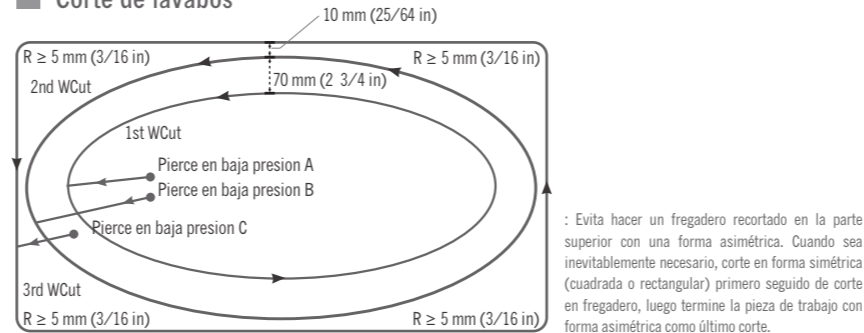 Corte de lavabos
10 mm (25/64 in)
R ≥ 5 mm (3/16 in)
R ≥ 5 mm (3/16 in)
2nd WCut
70 mm (2 3/4 in)
1st WCut
Pierce en baja presion A
Pierce en baja presion B
Pierce en baja presion C
3rd WCut
R ≥ 5 mm (3/16 in)
R ≥ 5 mm (3/16 in)
: Evita hacer un fregadero recortado en la parte
superior con una forma asimétrica. Cuando sea
inevitablemente necesario, corte en forma simétrica
(cuadrada o rectangular) primero seguido de corte
en fregadero, luego termine la pieza de trabajo con
forma asimétrica como último corte.